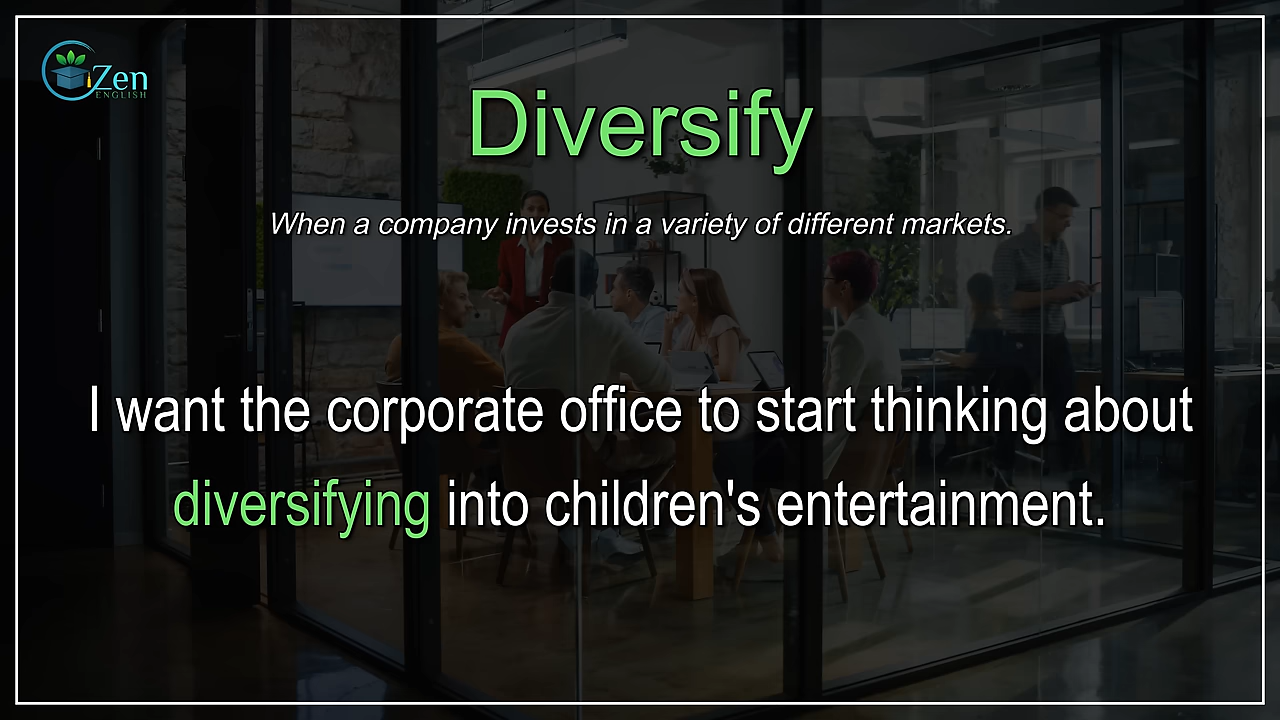 Zen
ENGLISH
Diversify
When a company invests in a variety of different markets.
I want the corporate office to start thinking about
diversifying into children's entertainment.